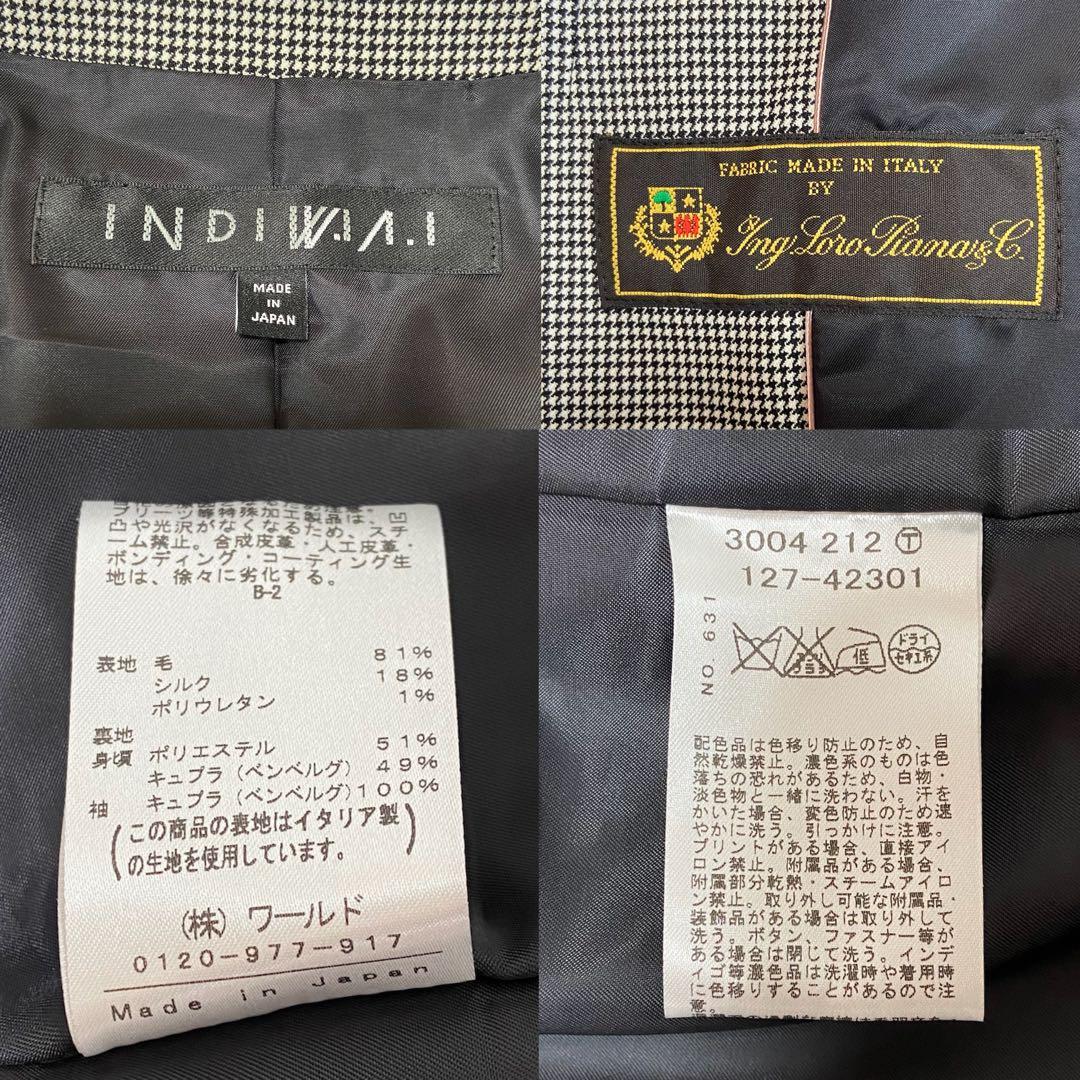 INDIVI V.A.I
MADE
IN
JAPAN
FABRIC MADE IN ITALY
BY
Ing. Loro Piana & C.
プリーツ等特殊加工製品は、凹
凸や光沢がなくなるため、スチ
ーム禁止。合成皮革・人工皮革・
ボンディング・コーティング生
地は、徐々に劣化する。
B-2
表地 毛 81%
シルク 18%
ポリウレタン 1%
裏地
身頃 ポリエステル 51%
キュプラ(ベンベルグ) 49%
袖 キュプラ(ベンベルグ)100%
(この商品の表地はイタリア製
の生地を使用しています。)
(株) ワールド
0120-977-917
Made in Japan
3004 212 Ⓣ
127-42301
NO. 631
低
ドライ
セキユ系
配色品は色移り防止のため、自
然乾燥禁止。濃色系のものは色
落ちの恐れがあるため、白物・
淡色物と一緒に洗わない。汗を
かいた場合、変色防止のため速
やかに洗う。引っかけに注意。
プリントがある場合、直接アイ
ロン禁止。附属品がある場合、
附属部分乾熱・スチームアイロ
ン禁止。取り外し可能な附属品・
装飾品がある場合は取り外して
洗う。ボタン、ファスナー等が
ある場合は閉じて洗う。インデ
ィゴ等濃色品は洗濯時や着用時
に色移りすることがあるので注
意。